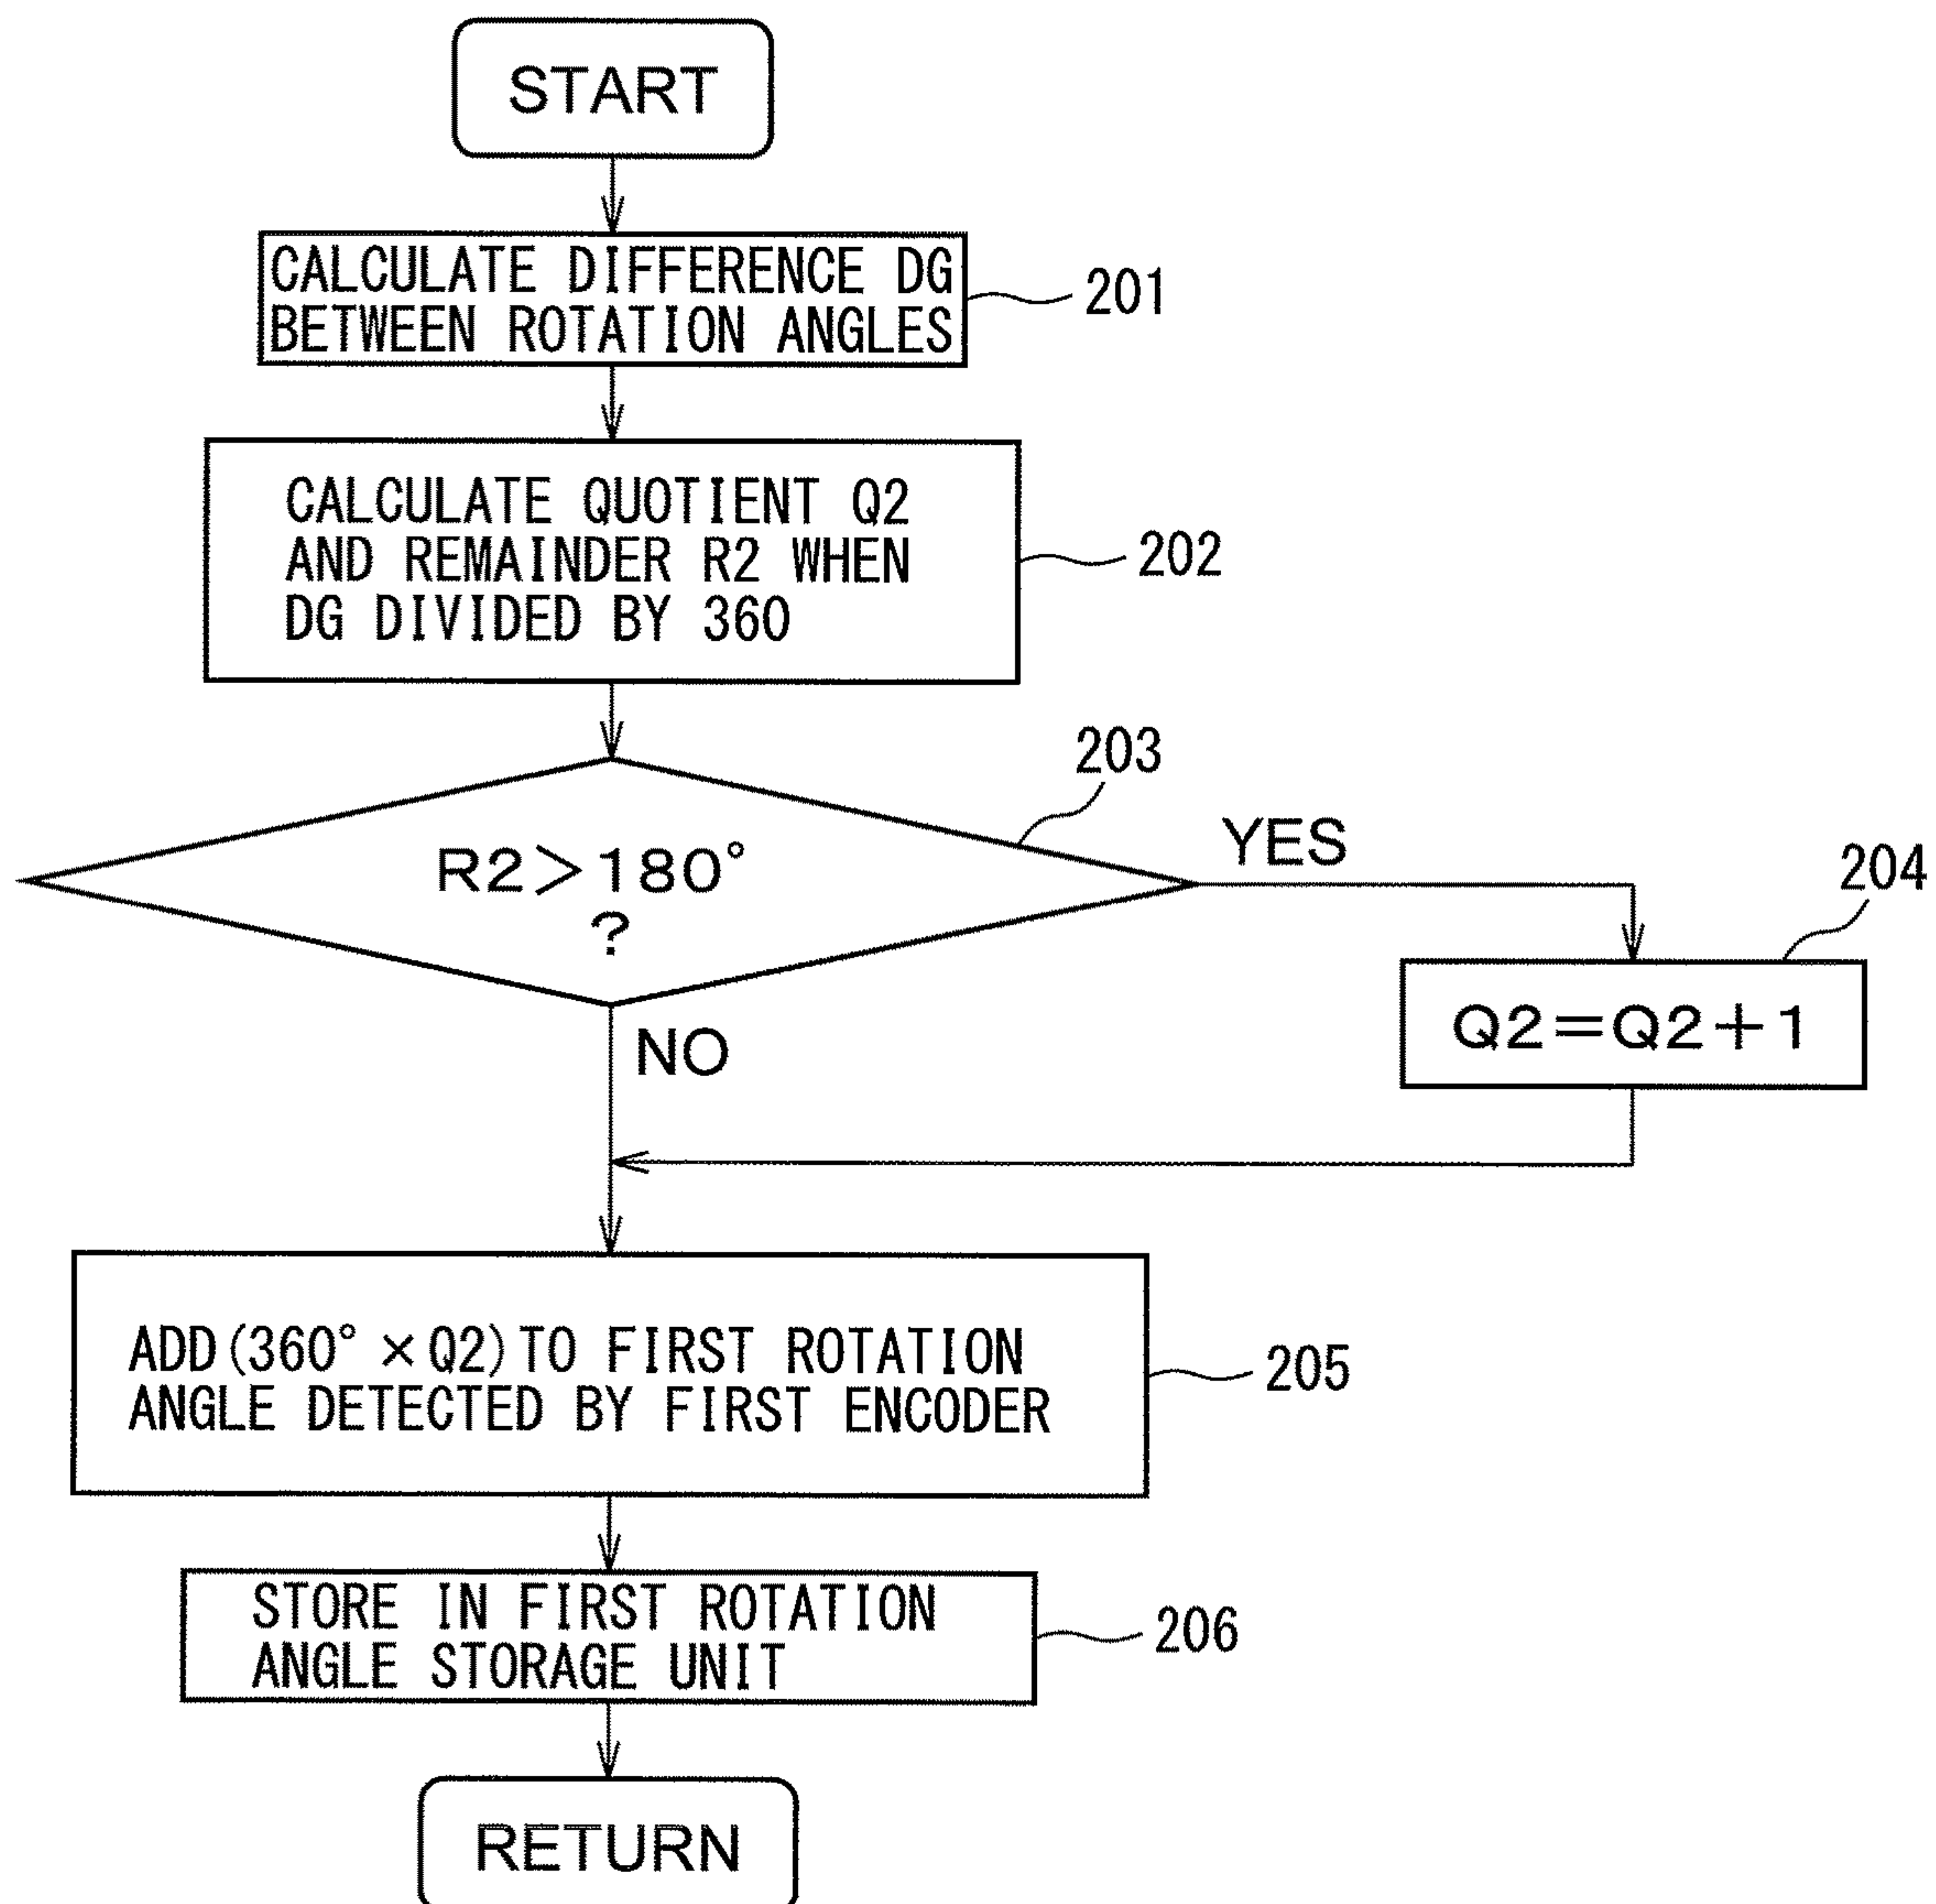 START
CALCULATE DIFFERENCE DG
BETWEEN ROTATION ANGLES
201
CALCULATE QUOTIENT Q2
AND REMAINDER R2 WHEN
DG DIVIDED BY 360
202
203
R2>180°
?
YES
204
Q2=Q2+1
NO
ADD(360°×Q2)TO FIRST ROTATION
ANGLE DETECTED BY FIRST ENCODER
205
STORE IN FIRST ROTATION
ANGLE STORAGE UNIT
206
RETURN